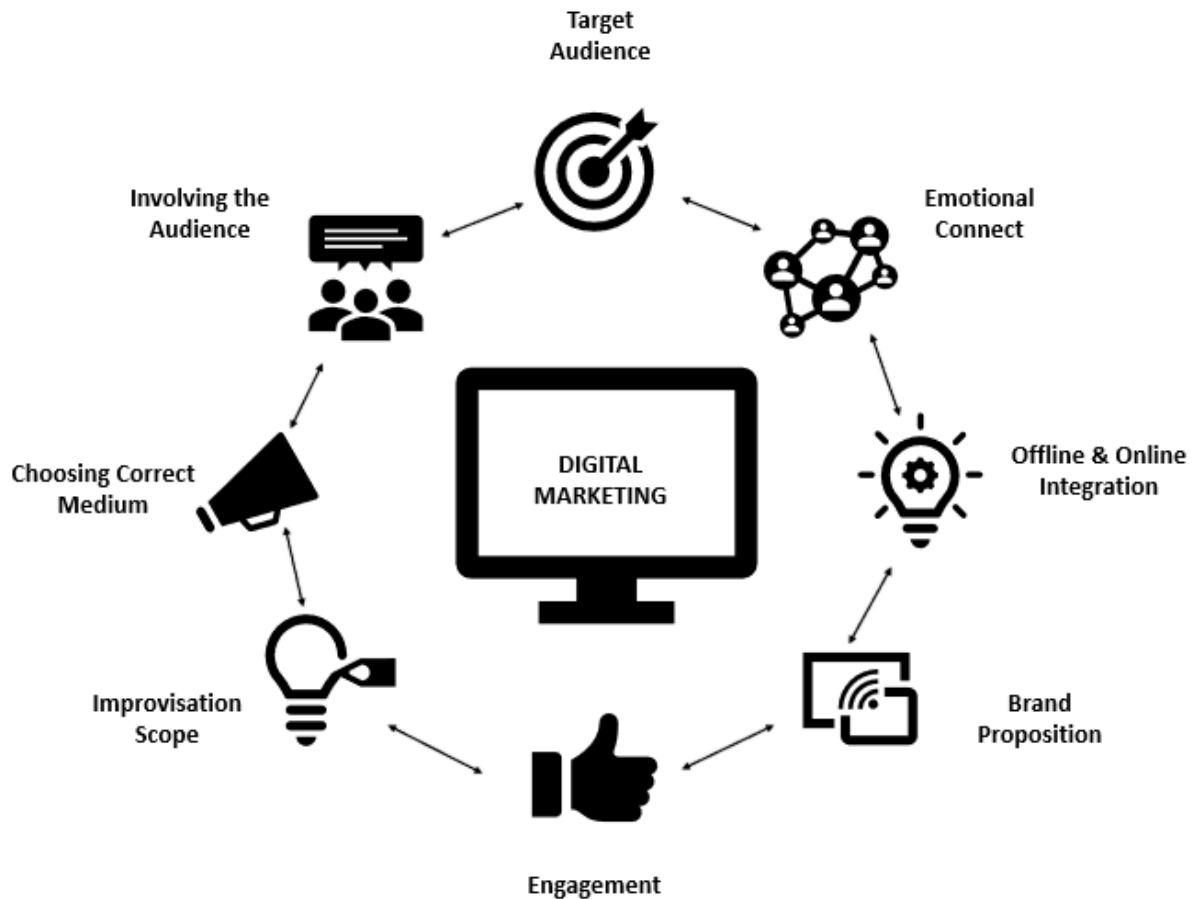 Target
Audience
Involving the
Audience
Emotional
Connect
Choosing Correct
Medium
DIGITAL
MARKETING
Offline & Online
Integration
Improvisation
Scope
Brand
Proposition
Engagement